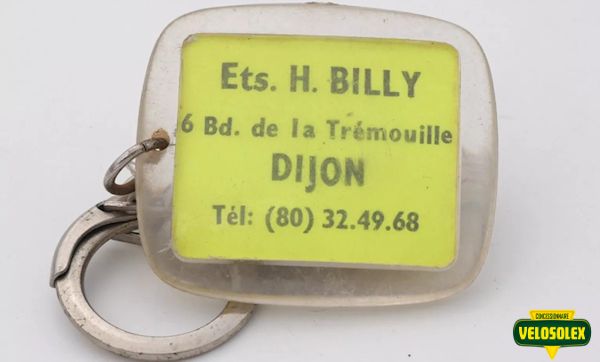 Ets. H. BILLY
6 Bd. de la Trémouille
DIJON
Tél: (80) 32.49.68
CONCESSIONNAIRE
VELOSOLEX